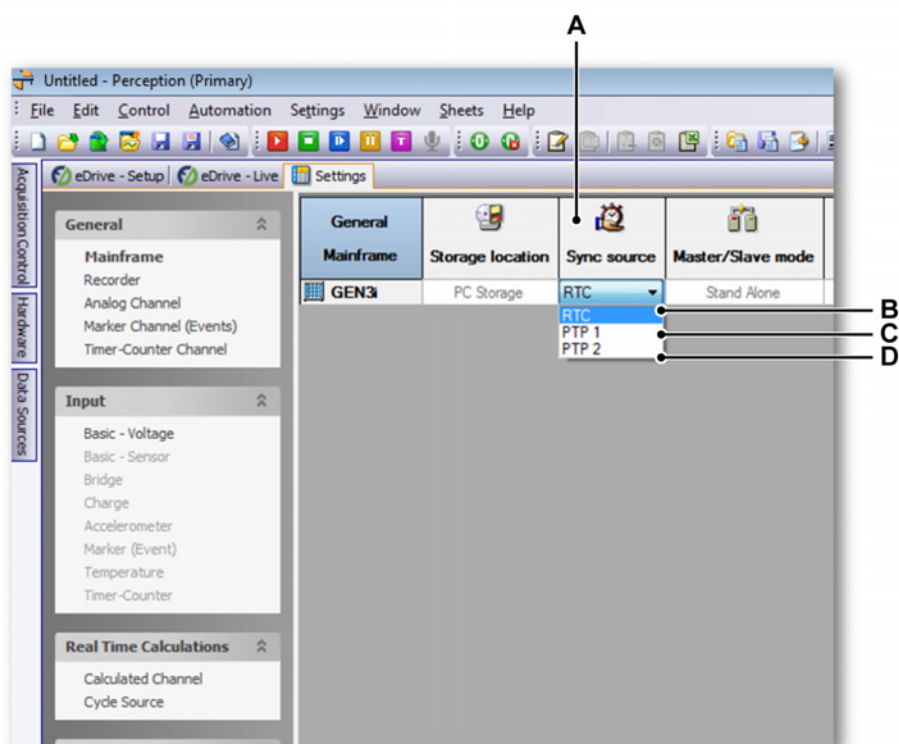 A
Untitled - Perception (Primary)
File Edit Control Automation Settings Window Sheets Help
eDrive - Setup eDrive - Live Settings
Acquisition Control
Hardware
Data Sources
General
Mainframe
Recorder
Analog Channel
Marker Channel (Events)
Timer-Counter Channel
Input
Basic - Voltage
Basic - Sensor
Bridge
Charge
Accelerometer
Marker (Event)
Temperature
Timer-Counter
Real Time Calculations
Calculated Channel
Cycle Source
General
Mainframe Storage location Sync source Master/Slave mode
GEN3i PC Storage RTC Stand Alone
RTC B
PTP 1 C
PTP 2 D